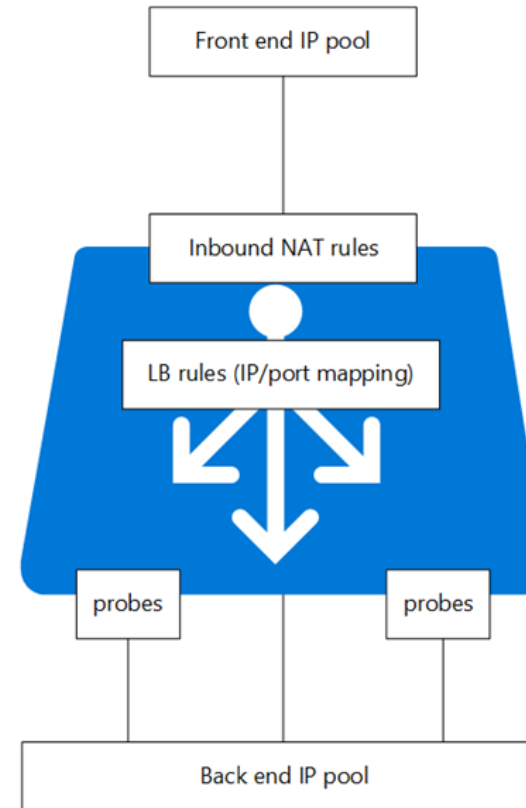 Front end IP pool
Inbound NAT rules
LB rules (IP/port mapping)
probes
probes
Back end IP pool